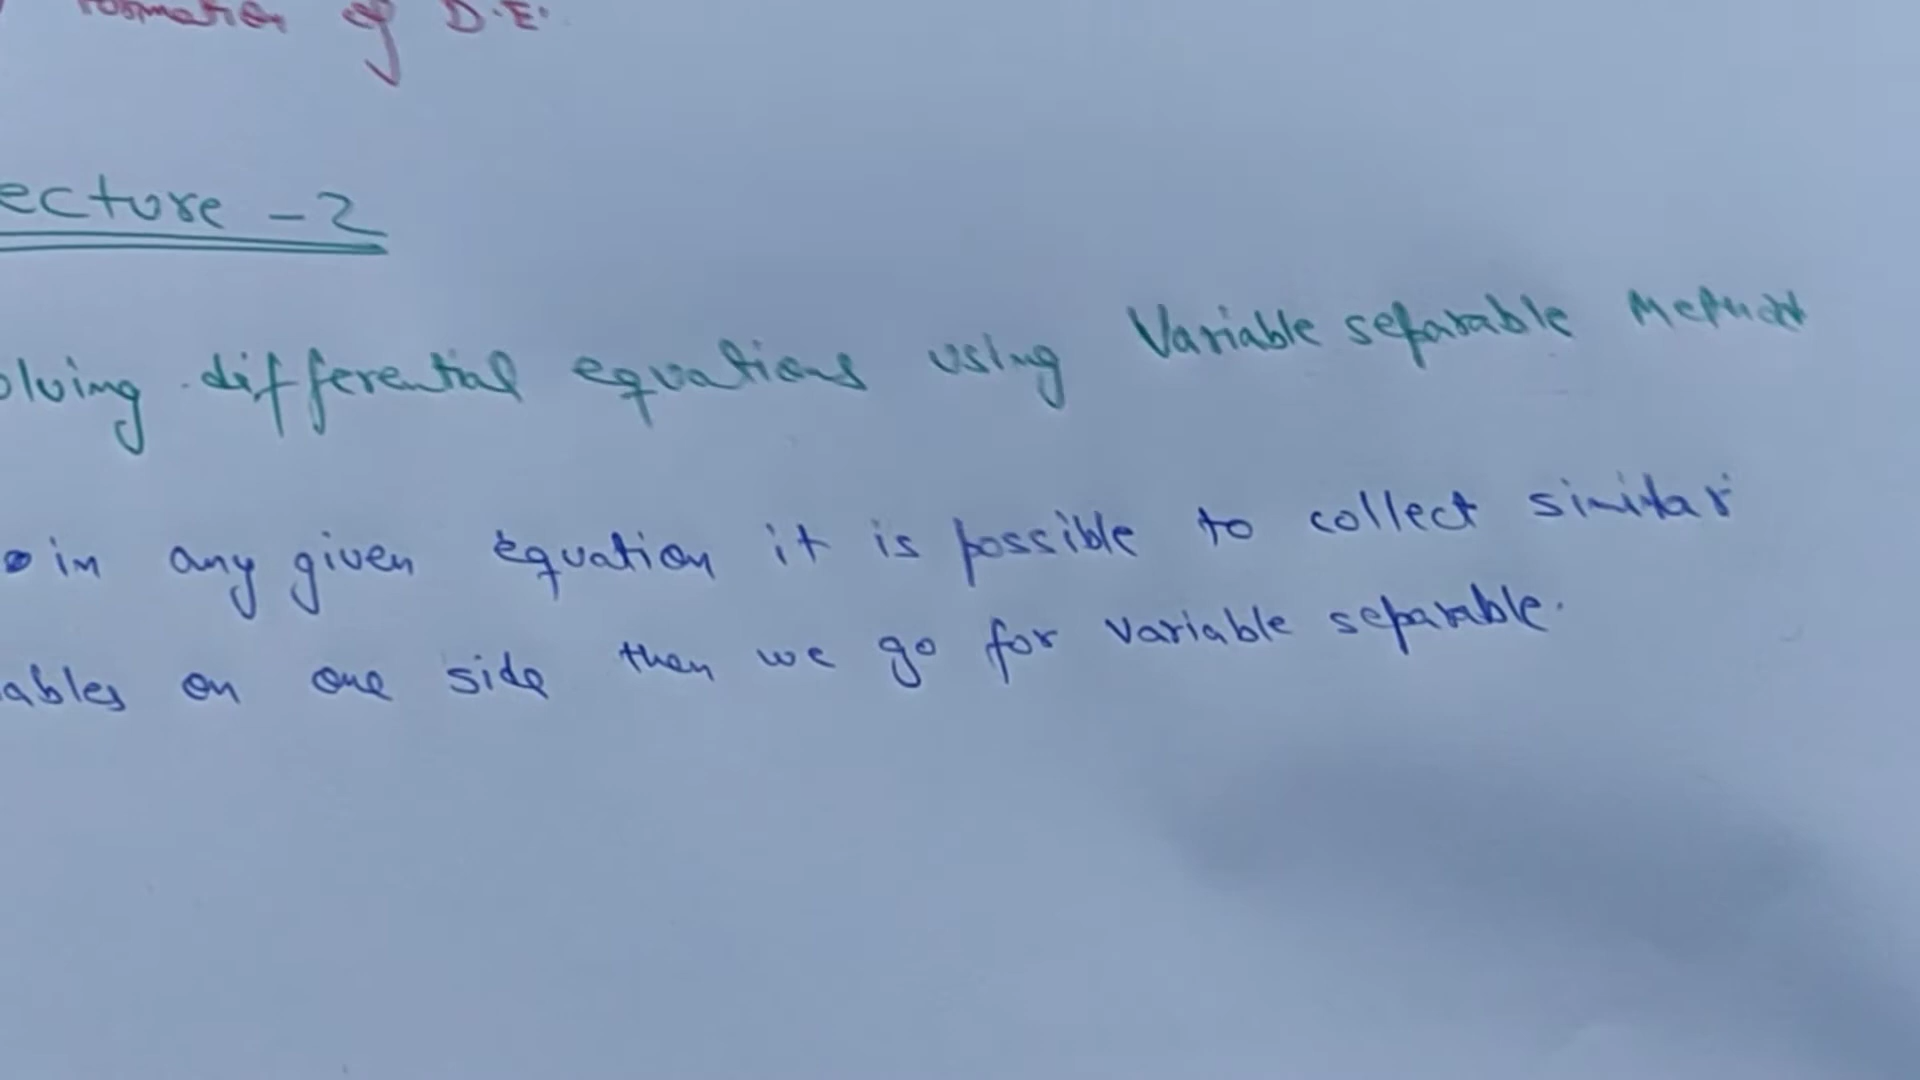 formation of D.E.
ecture - 2
olving differential equations using Variable separable Method
in any given equation it is possible to collect similar
ables on one side then we go for variable separable.